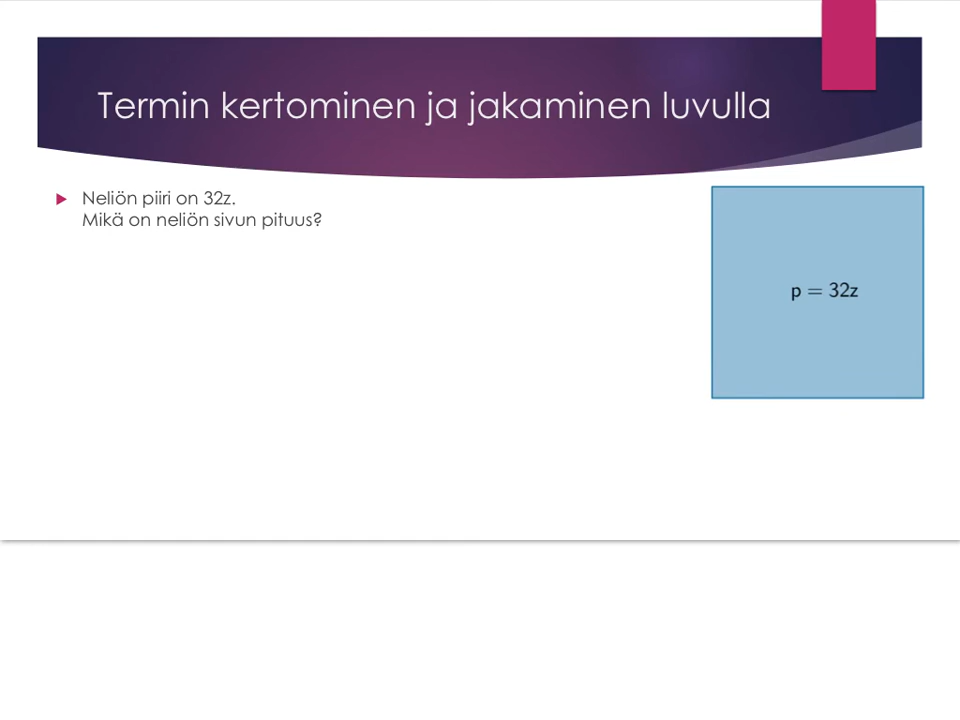 Termin kertominen ja jakaminen luvulla
Neliön piiri on 32z.
Mikä on neliön sivun pituus?
p = 32z